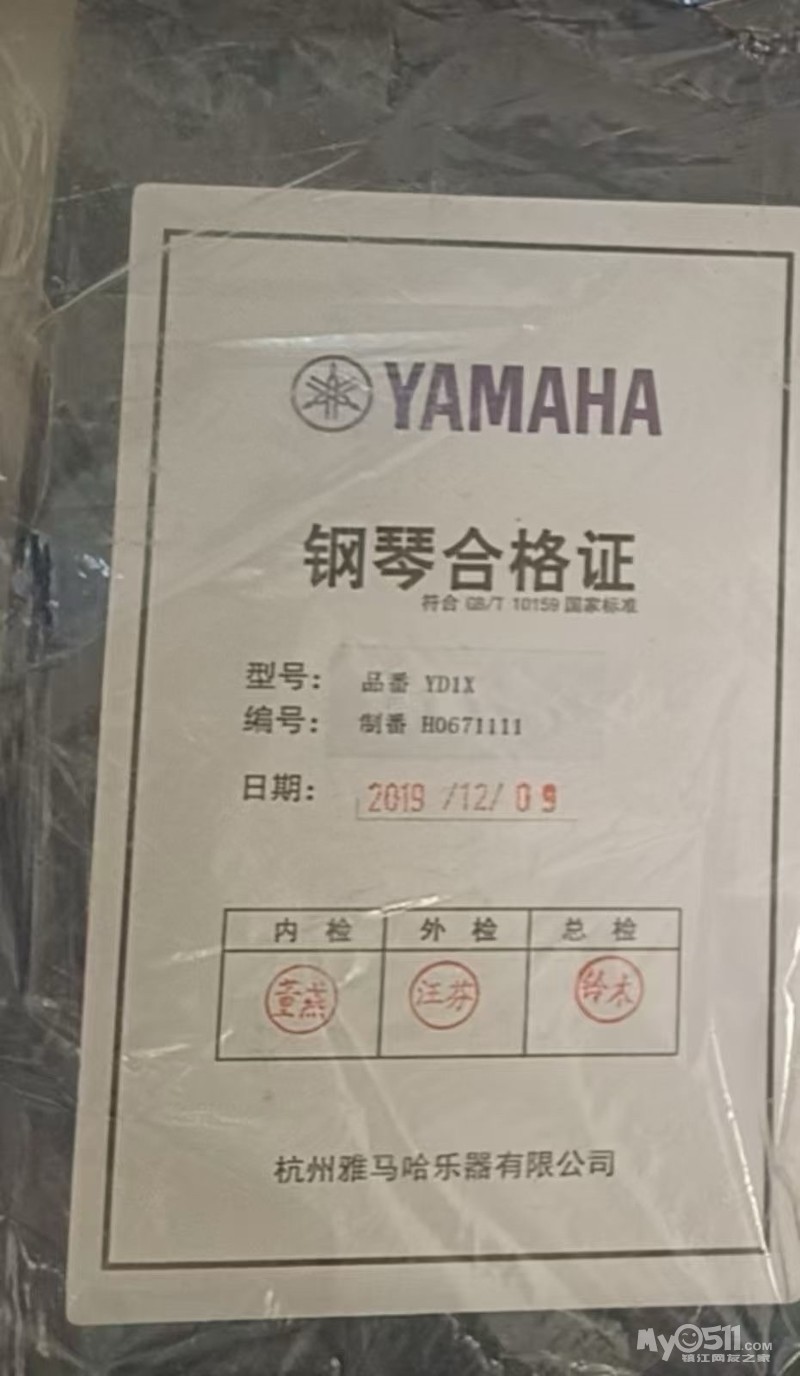 YAMAHA
钢琴合格证
符合 GB/T 10159 国家标准
型号: 品番 YD1X
编号: 制番 H0671111
日期: 2019 /12/ 09
内 检 外 检 总 检
童燕 汪芬 铃木
杭州雅马哈乐器有限公司
My0511.COM
镇江网友之家